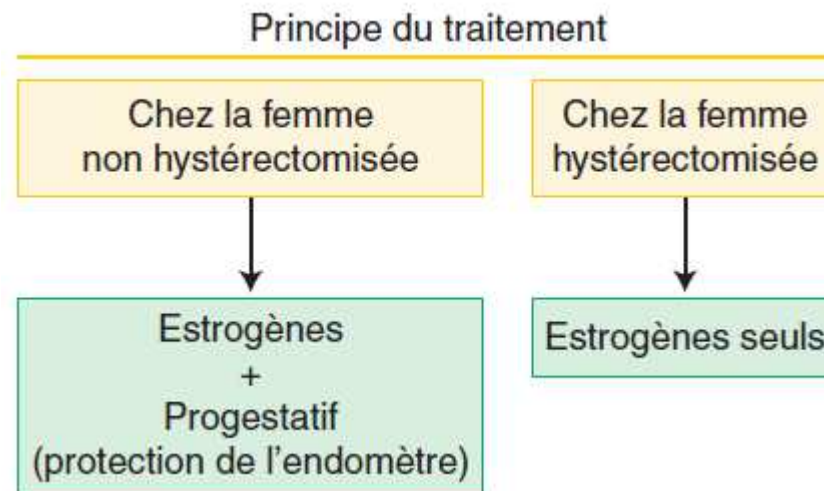 Principe du traitement
Chez la femme
non hystérectomisée
Chez la femme
hystérectomisée
Estrogènes
+
Progestatif
(protection de l'endomètre)
Estrogènes seuls